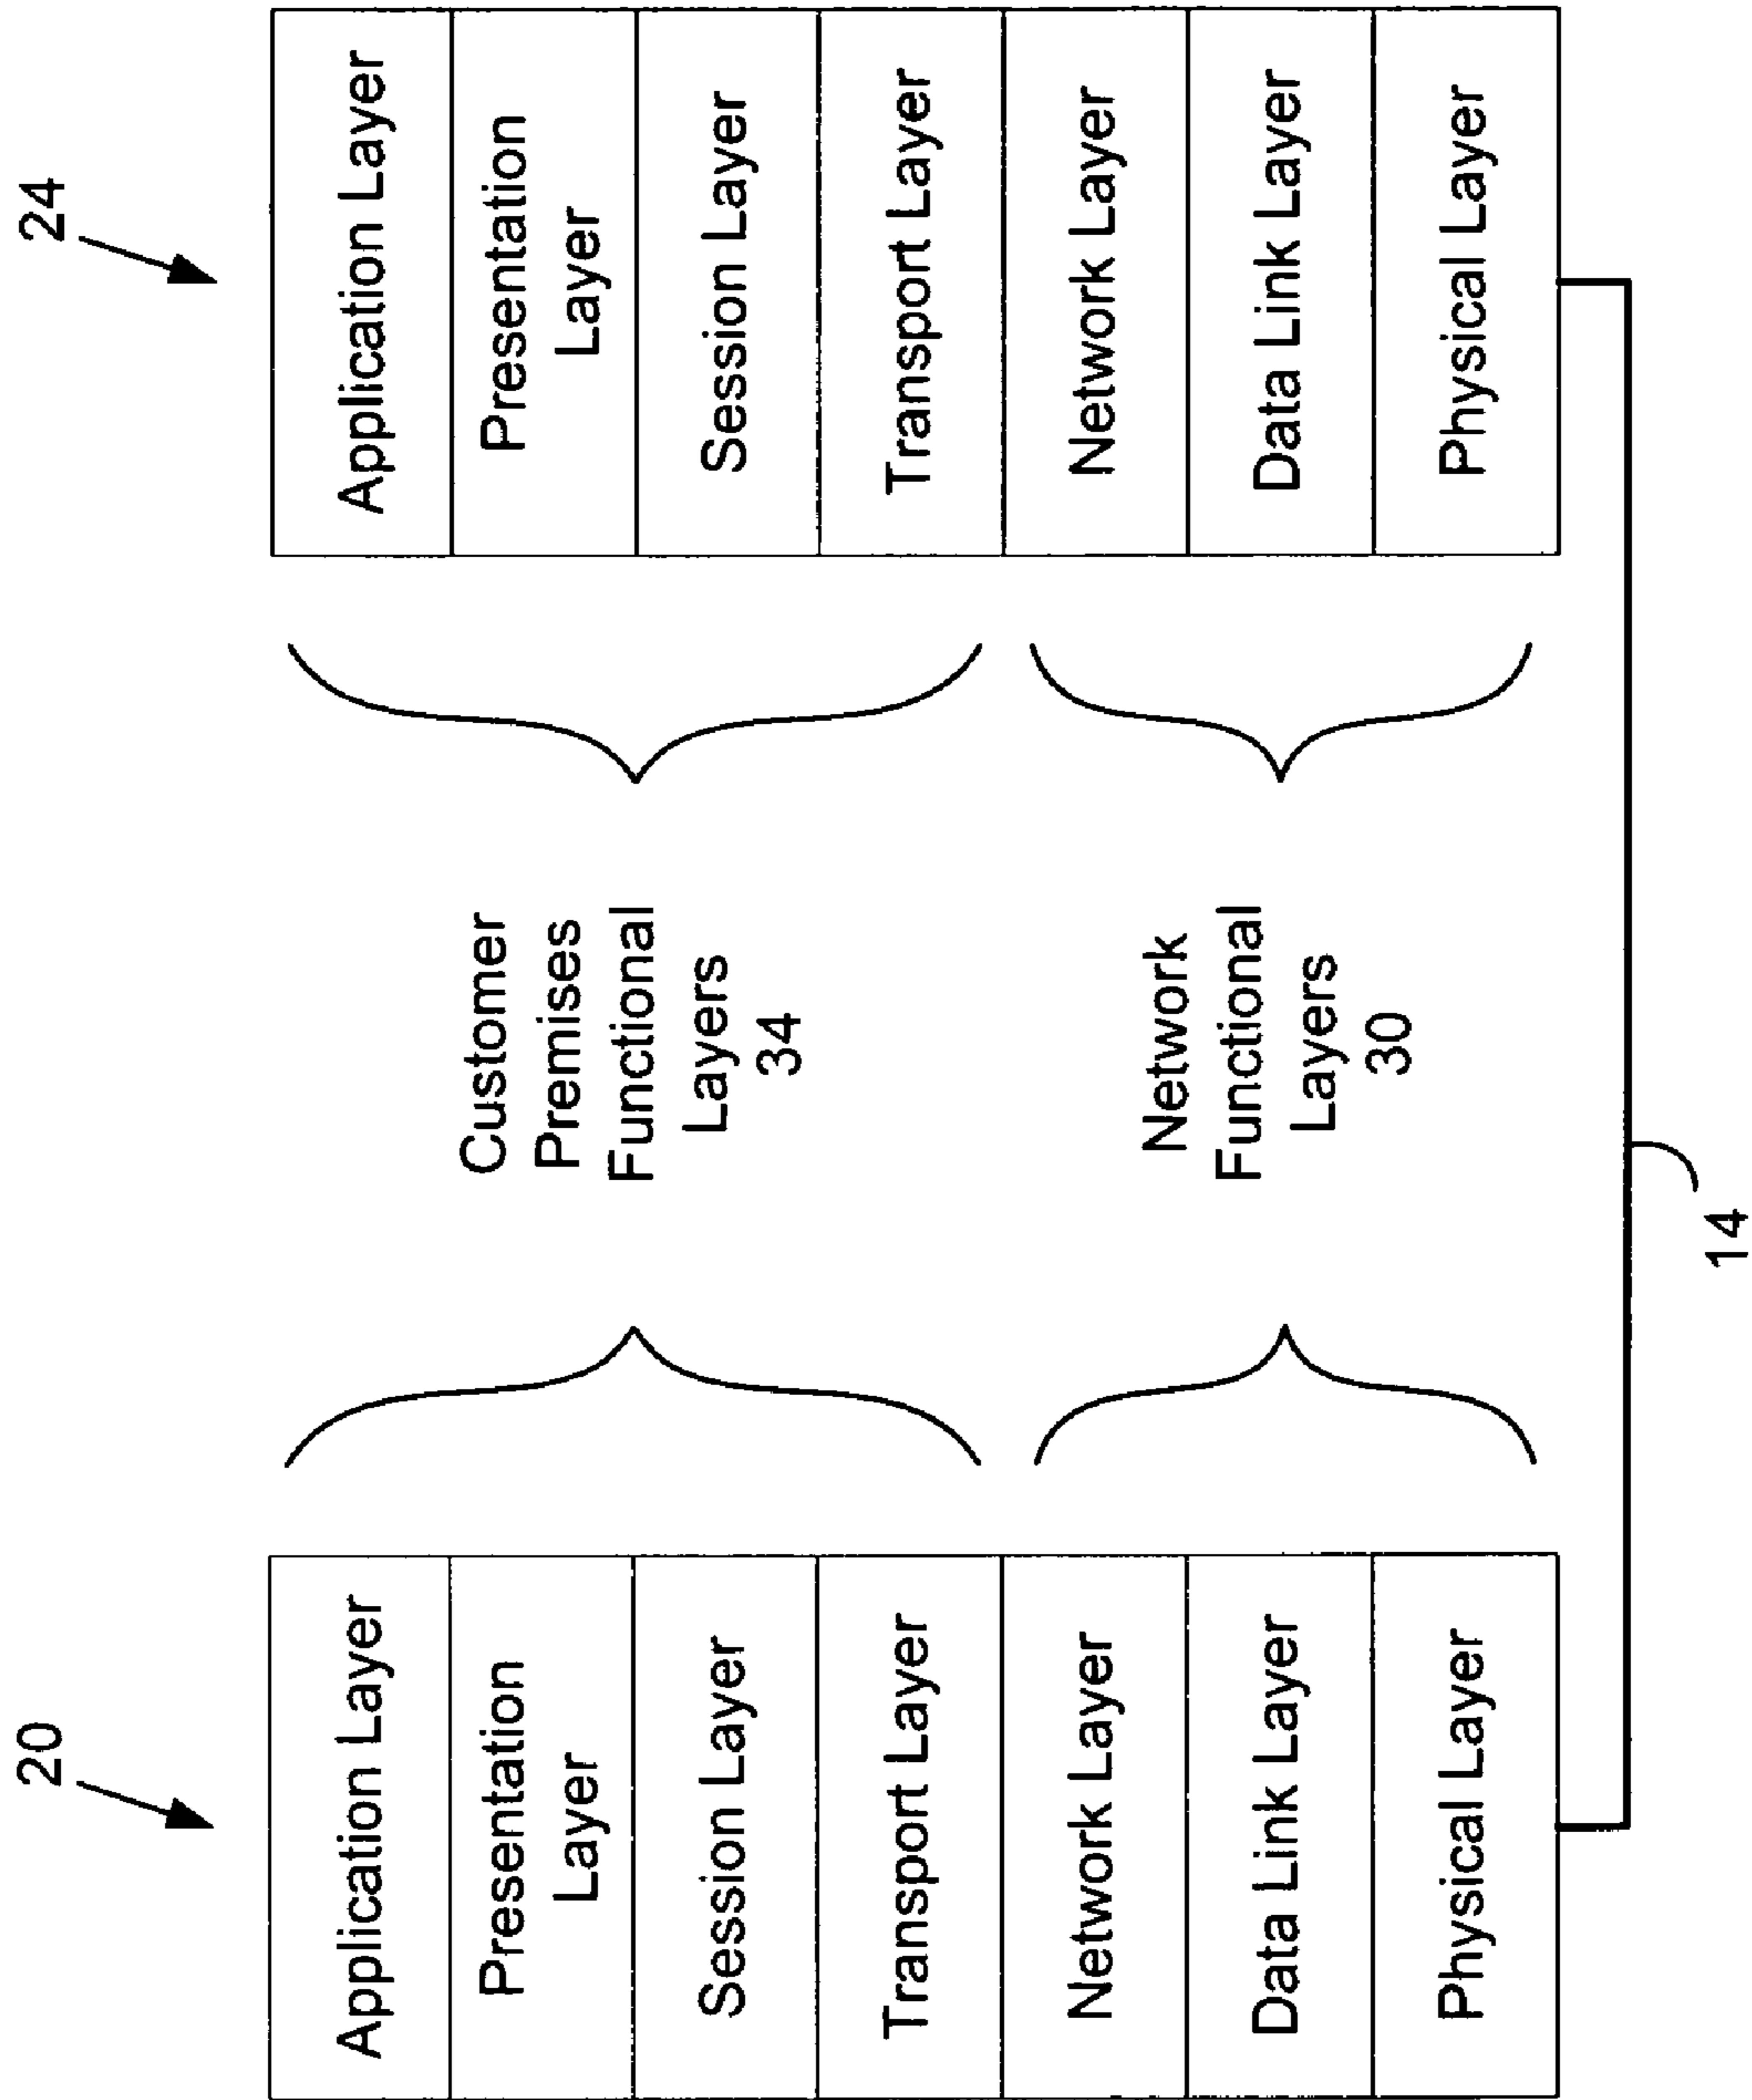 20
24
Application Layer
Presentation
Layer
Session Layer
Transport Layer
Network Layer
Data Link Layer
Physical Layer
Customer
Premises
Functional
Layers
34
Network
Functional
Layers
30
Application Layer
Presentation
Layer
Session Layer
Transport Layer
Network Layer
Data Link Layer
Physical Layer
14